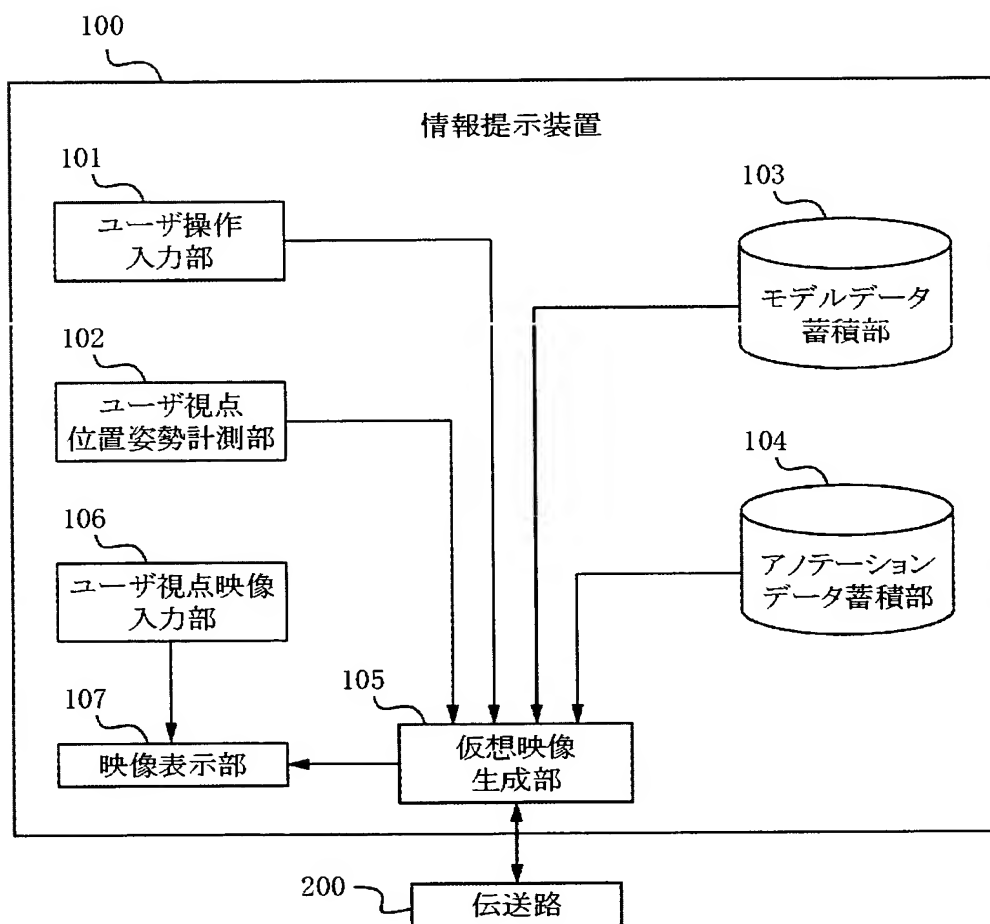 100
情報提示装置
101
ユーザ操作
入力部
103
モデルデータ
蓄積部
102
ユーザ視点
位置姿勢計測部
104
アノテーション
データ蓄積部
106
ユーザ視点映像
入力部
105
仮想映像
生成部
107
映像表示部
200
伝送路